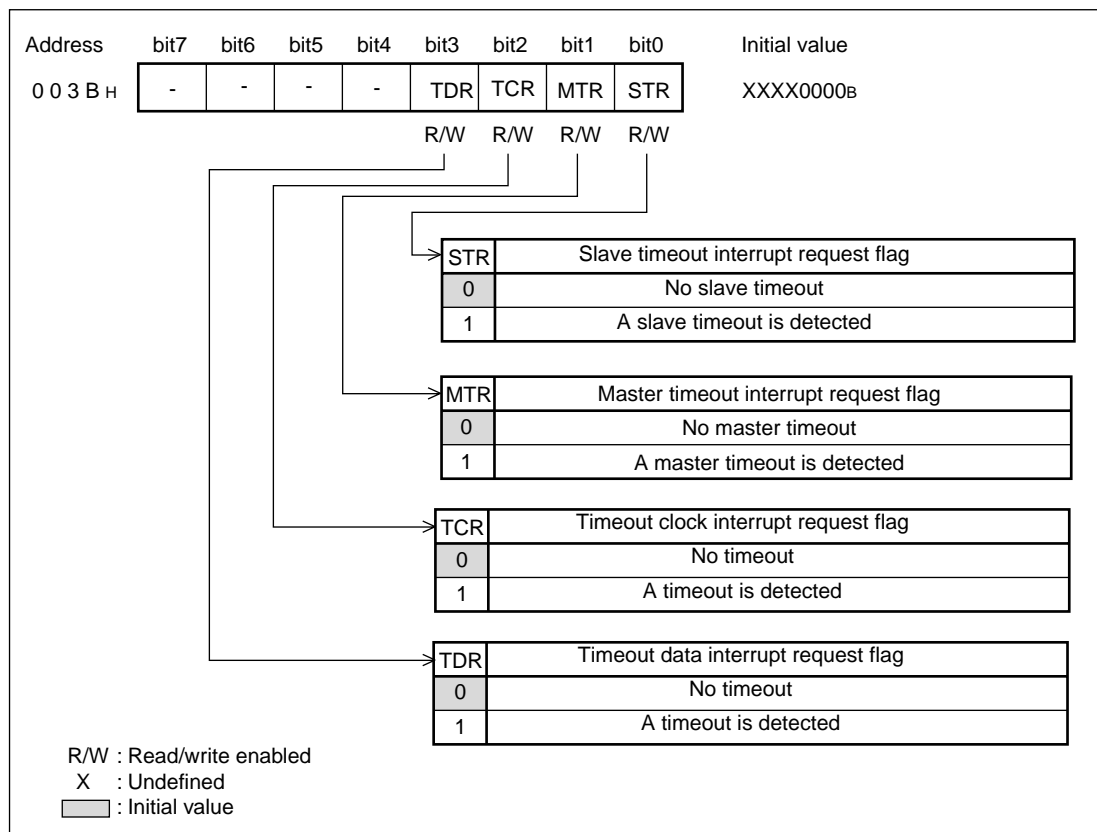 Address bit7 bit6 bit5 bit4 bit3 bit2 bit1 bit0 Initial value
003BH - - - - TDR TCR MTR STR XXXX0000B
R/W R/W R/W R/W
STR Slave timeout interrupt request flag
0 No slave timeout
1 A slave timeout is detected
MTR Master timeout interrupt request flag
0 No master timeout
1 A master timeout is detected
TCR Timeout clock interrupt request flag
0 No timeout
1 A timeout is detected
TDR Timeout data interrupt request flag
0 No timeout
1 A timeout is detected
R/W : Read/write enabled
X : Undefined
: Initial value